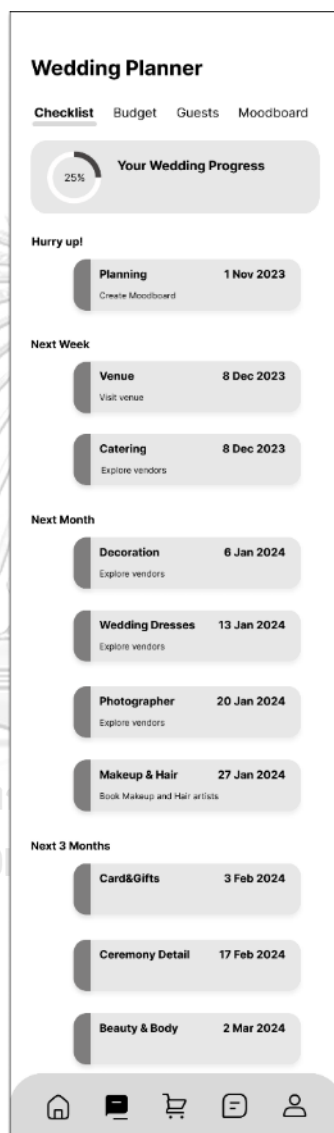 Wedding Planner
Checklist Budget Guests Moodboard
25%
Your Wedding Progress
Hurry up!
Planning 1 Nov 2023
Create Moodboard
Next Week
Venue 8 Dec 2023
Visit venue
Catering 8 Dec 2023
Explore vendors
Next Month
Decoration 6 Jan 2024
Explore vendors
Wedding Dresses 13 Jan 2024
Explore vendors
Photographer 20 Jan 2024
Explore vendors
Makeup & Hair 27 Jan 2024
Book Makeup and Hair artists
Next 3 Months
Card&Gifts 3 Feb 2024
Ceremony Detail 17 Feb 2024
Beauty & Body 2 Mar 2024